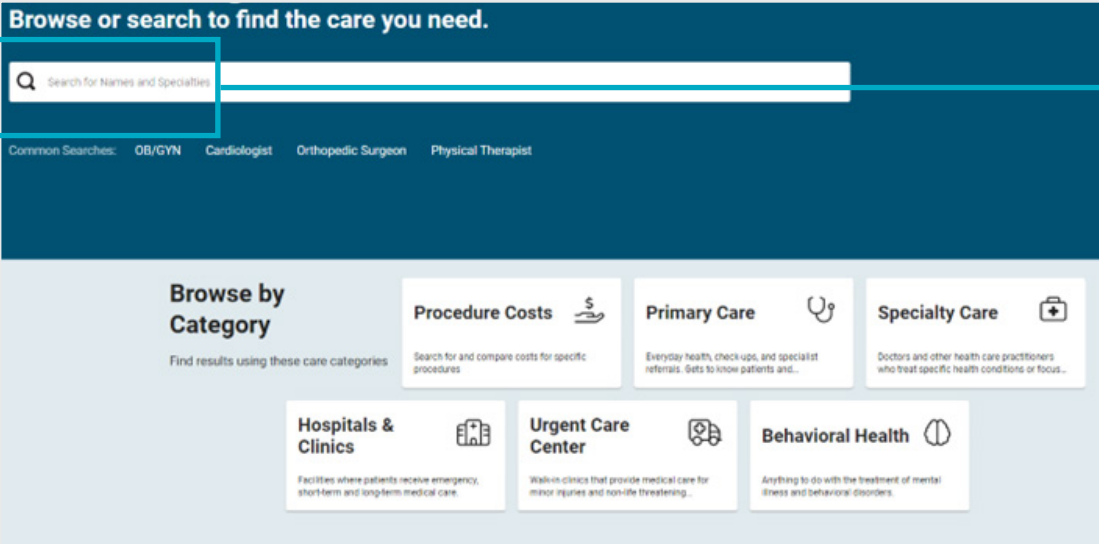 Browse or search to find the care you need.
Search for Names and Specialties
Common Searches: OB/GYN Cardiologist Orthopedic Surgeon Physical Therapist
Browse by
Category
Find results using these care categories
Procedure Costs
$
Search for and compare costs for specific
procedures
Primary Care
Everyday health, check-ups, and specialist
referrals. Gets to know patients and...
Specialty Care
Doctors and other health care practitioners
who treat specific health conditions or focus...
Hospitals &
Clinics
Facilities where patients receive emergency,
short-term and long-term medical care.
Urgent Care
Center
Walk-in clinics that provide medical care for
minor injuries and non-life threatening...
Behavioral Health
Anything to do with the treatment of mental
illness and behavioral disorders.